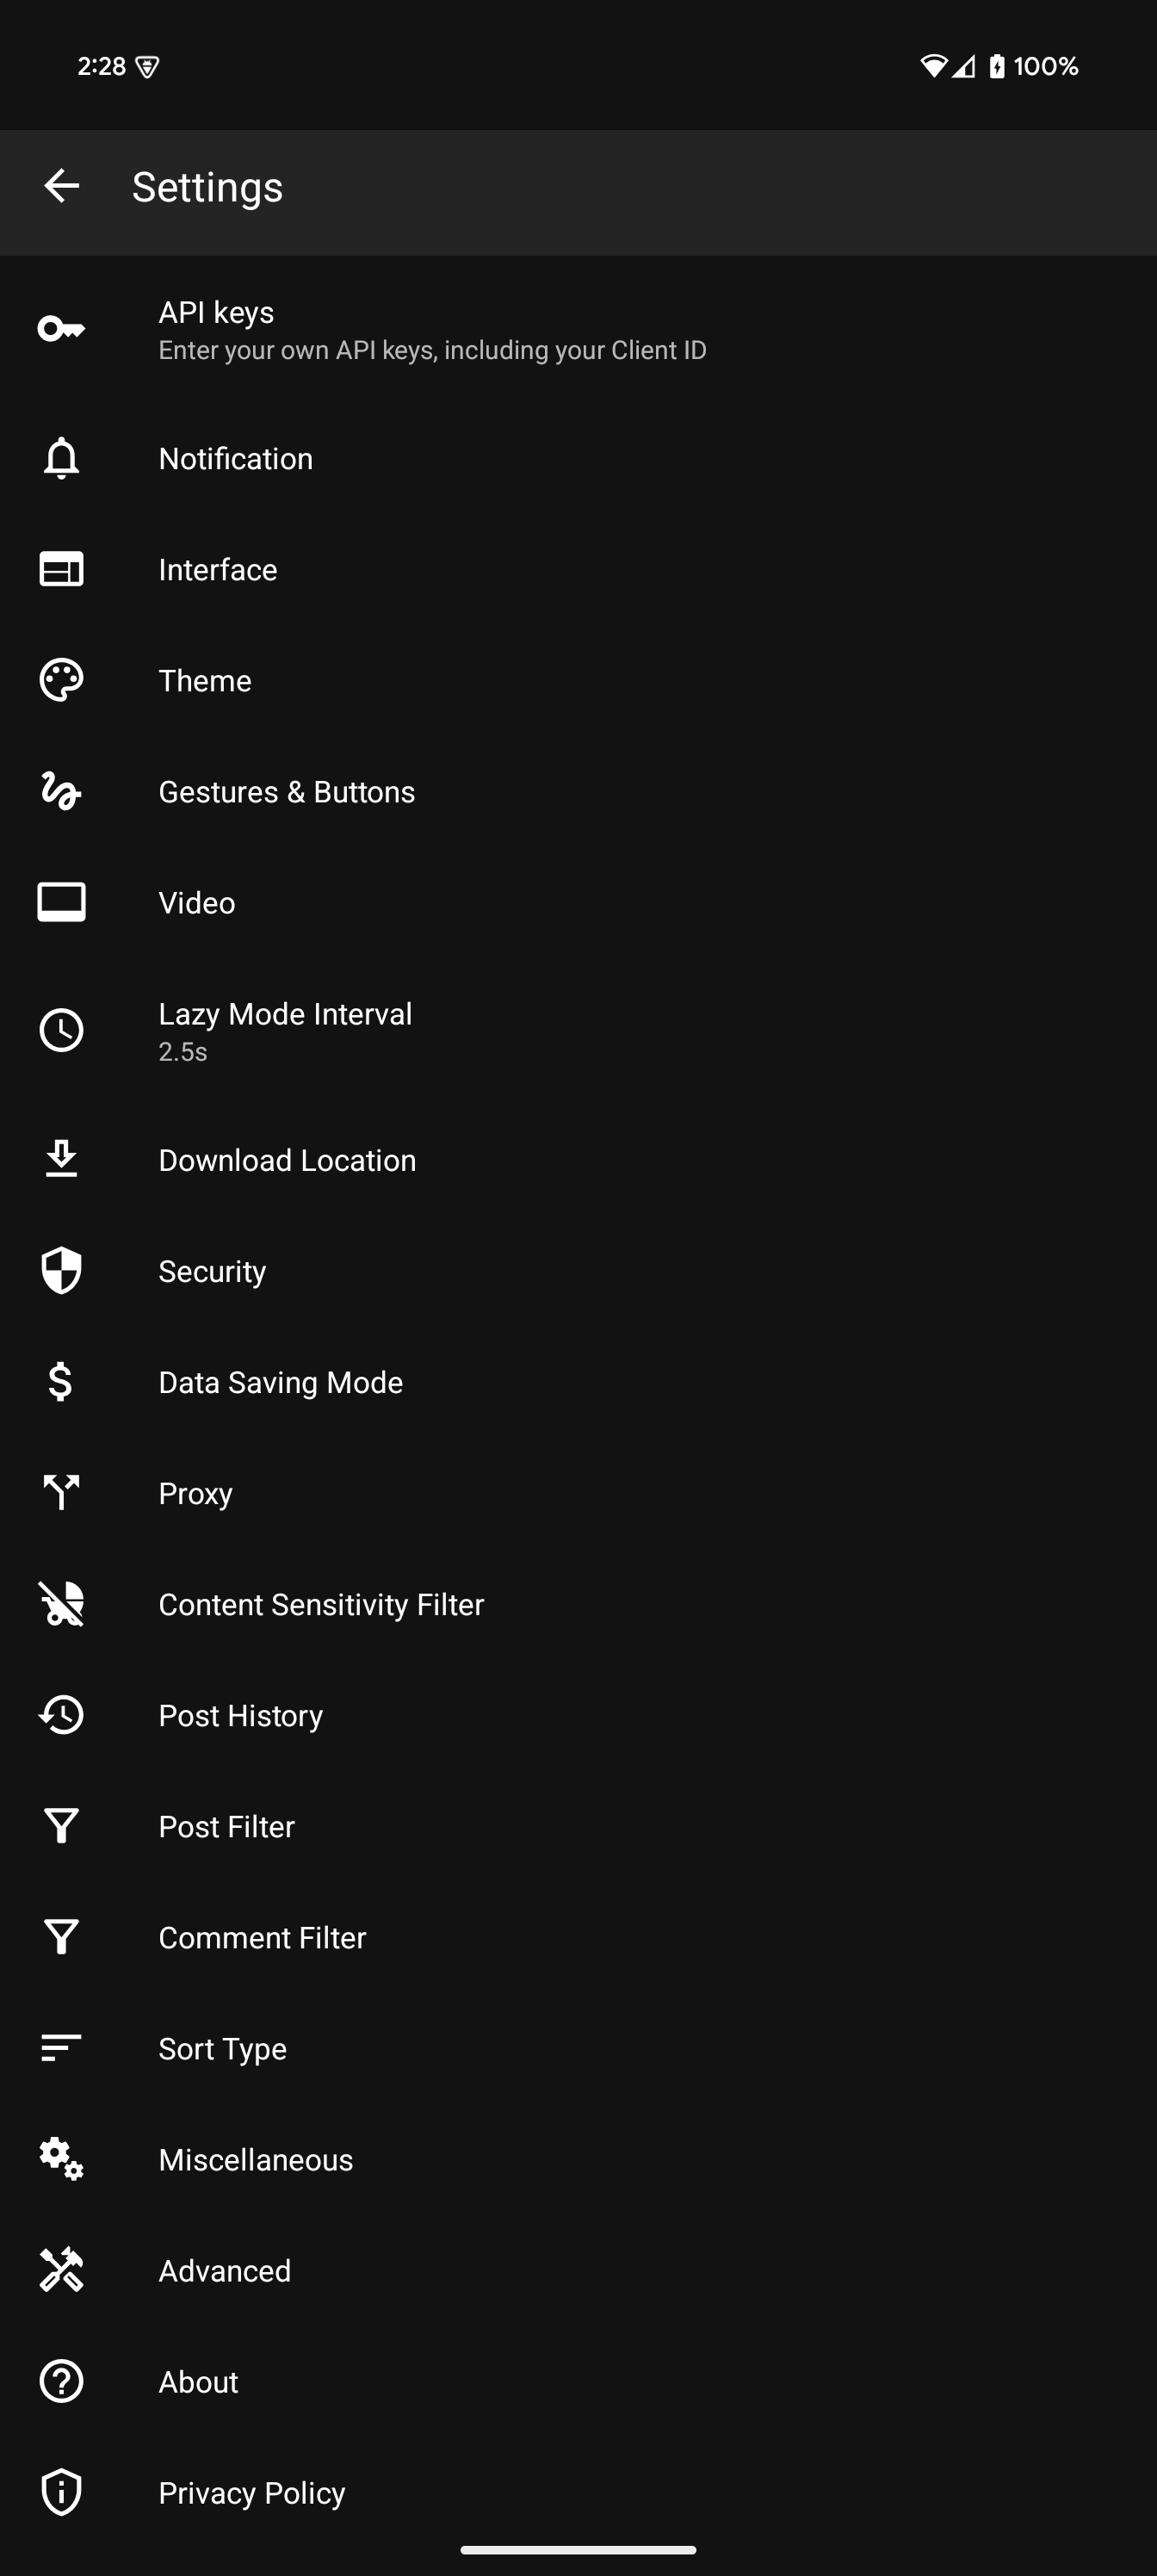 2:28
100%
Settings
API keys
Enter your own API keys, including your Client ID
Notification
Interface
Theme
Gestures & Buttons
Video
Lazy Mode Interval
2.5s
Download Location
Security
Data Saving Mode
Proxy
Content Sensitivity Filter
Post History
Post Filter
Comment Filter
Sort Type
Miscellaneous
Advanced
About
Privacy Policy